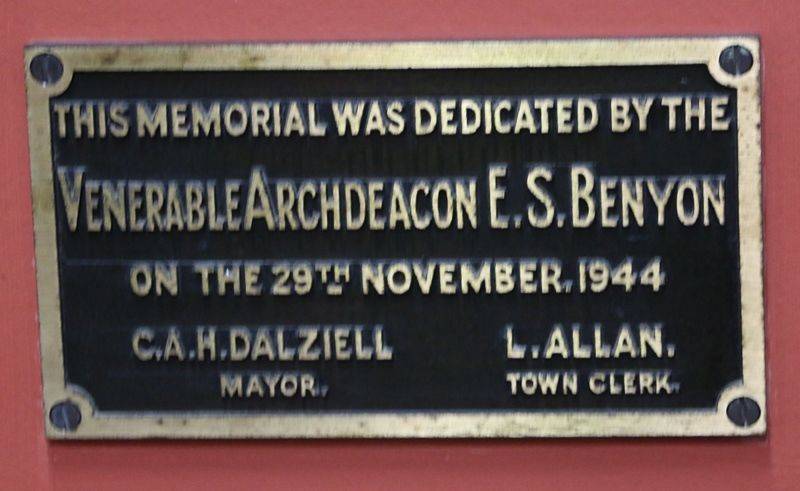 THIS MEMORIAL WAS DEDICATED BY THE
VENERABLE ARCHDEACON E.S. BENYON
ON THE 29TH NOVEMBER. 1944
C.A.H. DALZIELL L. ALLAN.
MAYOR. TOWN CLERK.